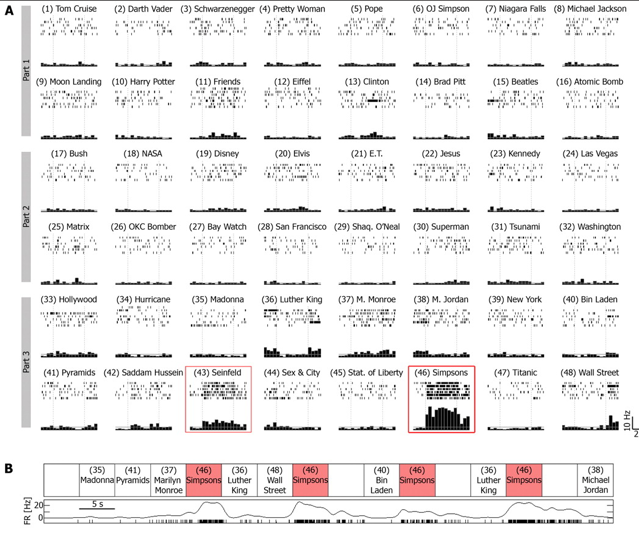 A
Part 1
(1) Tom Cruise (2) Darth Vader (3) Schwarzenegger (4) Pretty Woman (5) Pope (6) OJ Simpson (7) Niagara Falls (8) Michael Jackson
(9) Moon Landing (10) Harry Potter (11) Friends (12) Eiffel (13) Clinton (14) Brad Pitt (15) Beatles (16) Atomic Bomb
Part 2
(17) Bush (18) NASA (19) Disney (20) Elvis (21) E.T. (22) Jesus (23) Kennedy (24) Las Vegas
(25) Matrix (26) OKC Bomber (27) Bay Watch (28) San Francisco (29) Shaq. O'Neal (30) Superman (31) Tsunami (32) Washington
Part 3
(33) Hollywood (34) Hurricane (35) Madonna (36) Luther King (37) M. Monroe (38) M. Jordan (39) New York (40) Bin Laden
(41) Pyramids (42) Saddam Hussein (43) Seinfeld (44) Sex & City (45) Stat. of Liberty (46) Simpsons (47) Titanic (48) Wall Street
10 Hz
2
B
(35) (41) (37) (46) (36) (48) (46) (40) (46) (36) (46) (38)
Madonna Pyramids Marilyn Simpsons Luther Wall Simpsons Bin Simpsons Luther Simpsons Michael
Monroe King Street Laden King Jordan
FR [Hz]
20
0
5 s